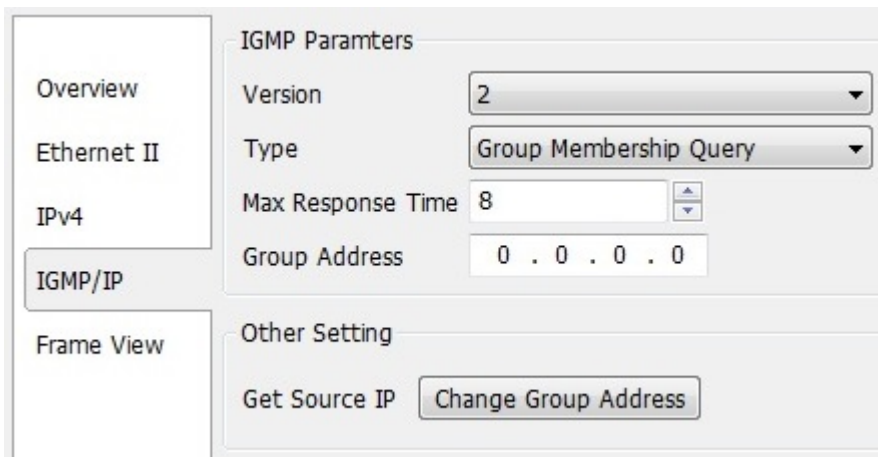 Overview
Ethernet II
IPv4
IGMP/IP
Frame View
IGMP Paramters
Version 2
Type Group Membership Query
Max Response Time 8
Group Address 0 . 0 . 0 . 0
Other Setting
Get Source IP Change Group Address